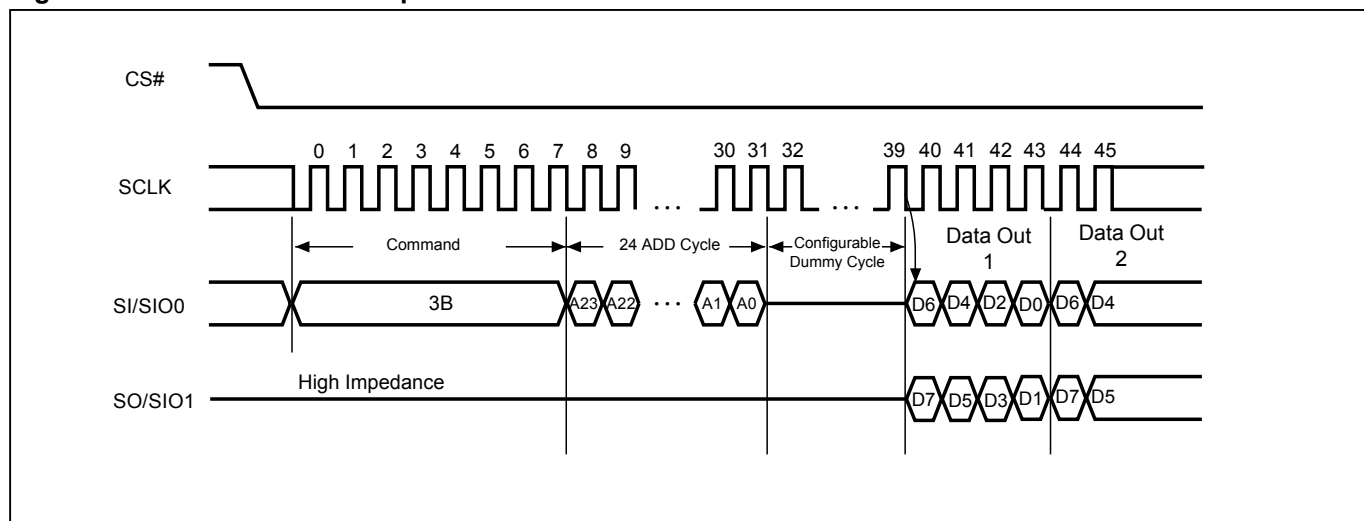 CS#
0 1 2 3 4 5 6 7 8 9 30 31 32 39 40 41 42 43 44 45
SCLK
...
...
Command
24 ADD Cycle
Configurable
Dummy Cycle
Data Out
1
Data Out
2
SI/SIO0
3B
A23 A22 ... A1 A0
D6 D4 D2 D0 D6 D4
High Impedance
SO/SIO1
D7 D5 D3 D1 D7 D5